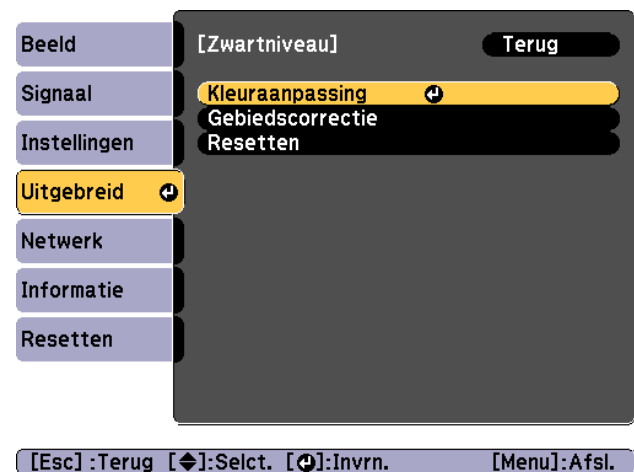 Beeld
Signaal
Instellingen
Uitgebreid
Netwerk
Informatie
Resetten
[Zwartniveau] Terug
Kleuraanpassing
Gebiedscorrectie
Resetten
[Esc] :Terug [◆]:Selct. [⏎]:Invrn. [Menu]:Afsl.